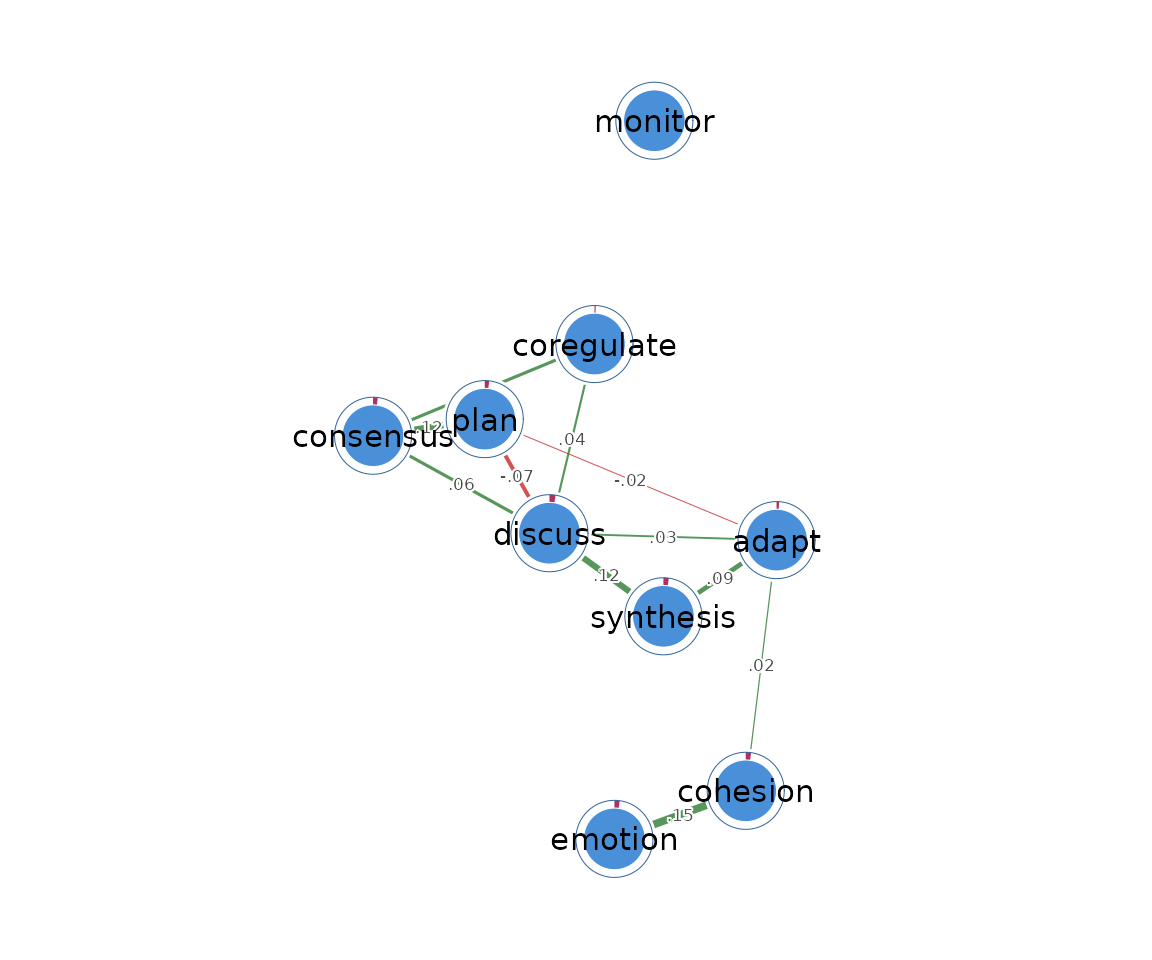 monitor
coregulate
plan
consensus
.12
.04
-.07
-.02
.06
discuss
.03
adapt
.12
.09
synthesis
.02
cohesion
.15
emotion